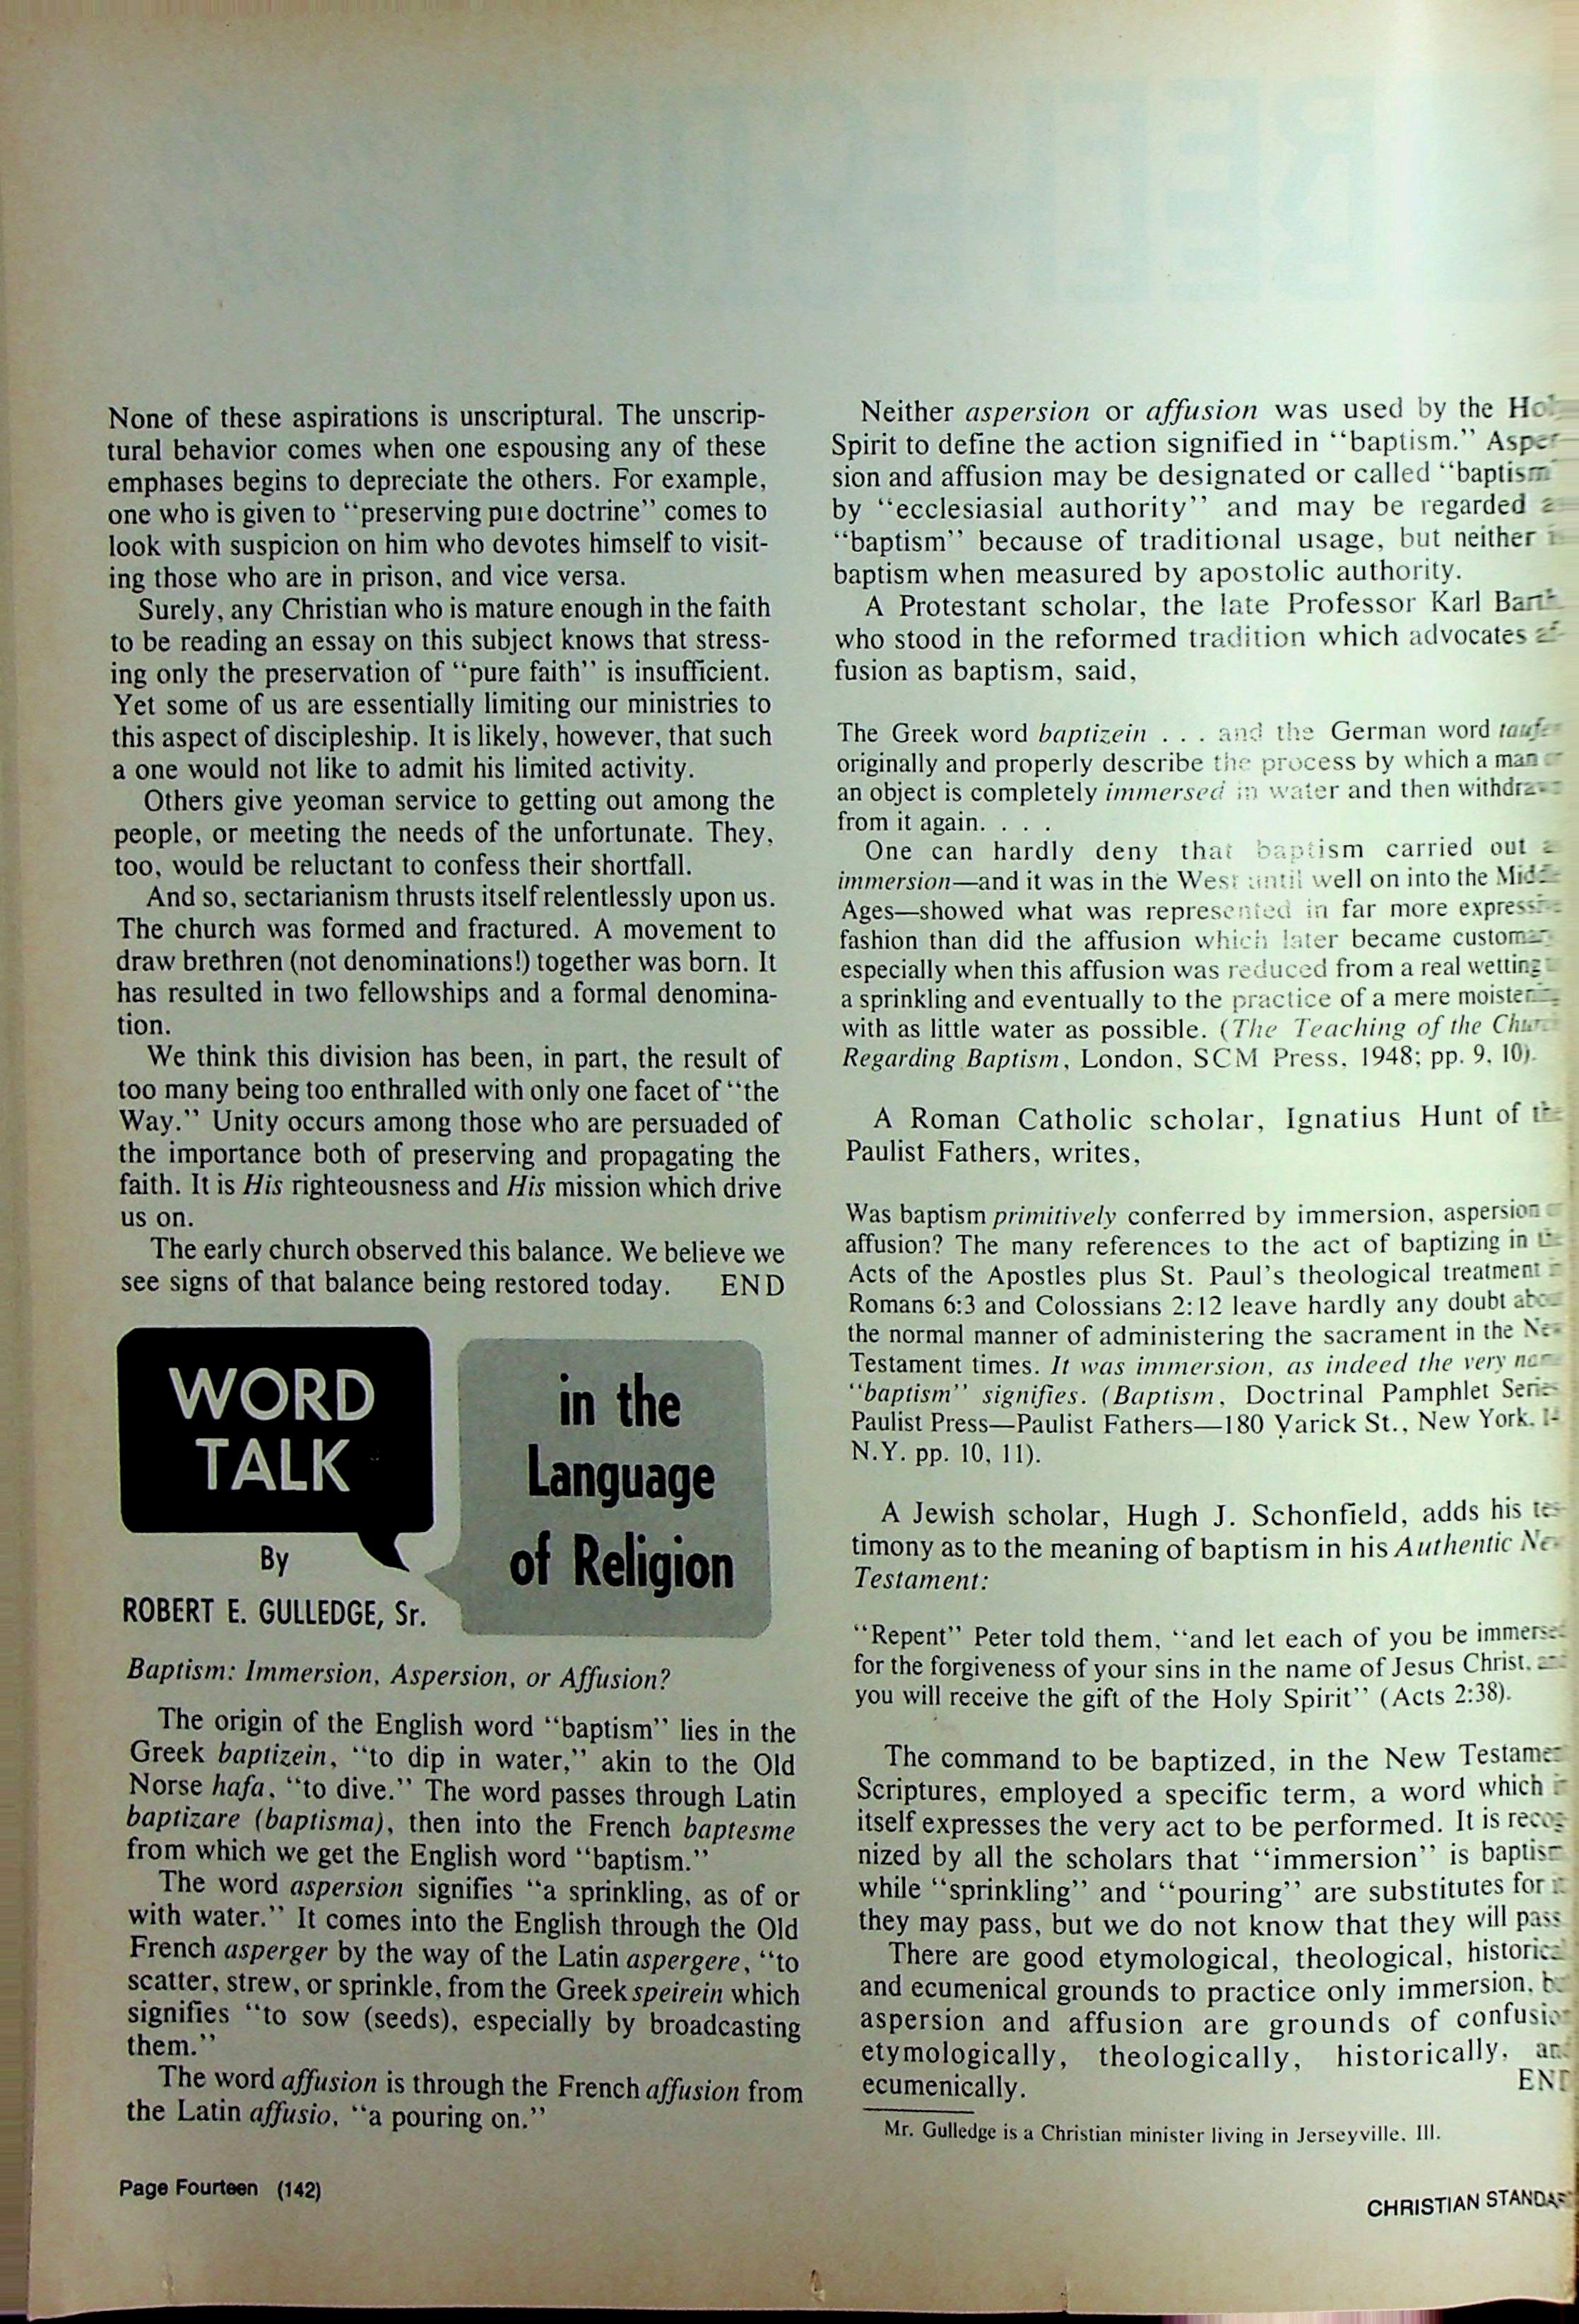 None of these aspirations is unscriptural. The unscrip-
tural behavior comes when one espousing any of these
emphases begins to depreciate the others. For example,
one who is given to “preserving pure doctrine” comes to
look with suspicion on him who devotes himself to visit-
ing those who are in prison, and vice versa.
Surely, any Christian who is mature enough in the faith
to be reading an essay on this subject knows that stress-
ing only the preservation of “pure faith” is insufficient.
Yet some of us are essentially limiting our ministries to
this aspect of discipleship. It is likely, however, that such
a one would not like to admit his limited activity.
Others give yeoman service to getting out among the
people, or meeting the needs of the unfortunate. They,
too, would be reluctant to confess their shortfall.
And so, sectarianism thrusts itself relentlessly upon us.
The church was formed and fractured. A movement to
draw brethren (not denominations!) together was born. It
has resulted in two fellowships and a formal denomina-
tion.
We think this division has been, in part, the result of
too many being too enthralled with only one facet of “the
Way.” Unity occurs among those who are persuaded of
the importance both of preserving and propagating the
faith. It is His righteousness and His mission which drive
us on.
The early church observed this balance. We believe we
see signs of that balance being restored today. END
WORD
TALK
in the
Language
of Religion
By
ROBERT E. GULLEDGE, Sr.
Baptism: Immersion, Aspersion, or Affusion?
The origin of the English word “baptism” lies in the
Greek baptizein, “to dip in water,” akin to the Old
Norse hafa, “to dive.” The word passes through Latin
baptizare (baptisma), then into the French baptesme
from which we get the English word “baptism.”
The word aspersion signifies “a sprinkling, as of or
with water.” It comes into the English through the Old
French asperger by the way of the Latin aspergere, “to
scatter, strew, or sprinkle, from the Greek speirein which
signifies “to sow (seeds), especially by broadcasting
them.”
The word affusion is through the French affusion from
the Latin affusio, “a pouring on.”
Neither aspersion or affusion was used by the
Spirit to define the action signified in “baptism.” Asper-
sion and affusion may be designated or called “baptism”
by “ecclesiasial authority” and may be regarded
“baptism” because of traditional usage, but neither
baptism when measured by apostolic authority.
A Protestant scholar, the late Professor Karl Barth
who stood in the reformed tradition which advocates af-
fusion as baptism, said,
The Greek word baptizein . . . and the German word
originally and properly describe the process by which a man
an object is completely immersed in water and then
from it again. . . .
One can hardly deny that baptism carried out
immersion—and it was in the West until well on into the
Ages—showed what was represented in far more
fashion than did the affusion which later became
especially when this affusion was reduced from a real wetting
a sprinkling and eventually to the practice of a mere
with as little water as possible. (The Teaching of the
Regarding Baptism, London, SCM Press, 1948; pp. 9, 10).
A Roman Catholic scholar, Ignatius Hunt of the
Paulist Fathers, writes,
Was baptism primitively conferred by immersion, aspersion
affusion? The many references to the act of baptizing in
Acts of the Apostles plus St. Paul’s theological treatment
Romans 6:3 and Colossians 2:12 leave hardly any doubt
the normal manner of administering the sacrament in the
Testament times. It was immersion, as indeed the very
“baptism” signifies. (Baptism, Doctrinal Pamphlet
Paulist Press—Paulist Fathers—180 Varick St., New York,
N.Y. pp. 10, 11).
A Jewish scholar, Hugh J. Schonfield, adds his tes-
timony as to the meaning of baptism in his Authentic
Testament:
“Repent” Peter told them, “and let each of you be immersed
for the forgiveness of your sins in the name of Jesus Christ,
you will receive the gift of the Holy Spirit” (Acts 2:38).
The command to be baptized, in the New
Scriptures, employed a specific term, a word which
itself expresses the very act to be performed. It is recog-
nized by all the scholars that “immersion” is
while “sprinkling” and “pouring” are substitutes for
they may pass, but we do not know that they will pass
There are good etymological, theological,
and ecumenical grounds to practice only immersion,
aspersion and affusion are grounds of
etymologically, theologically, historically,
ecumenically. END
Mr. Gulledge is a Christian minister living in Jerseyville, Ill.
Page Fourteen (142)
CHRISTIAN